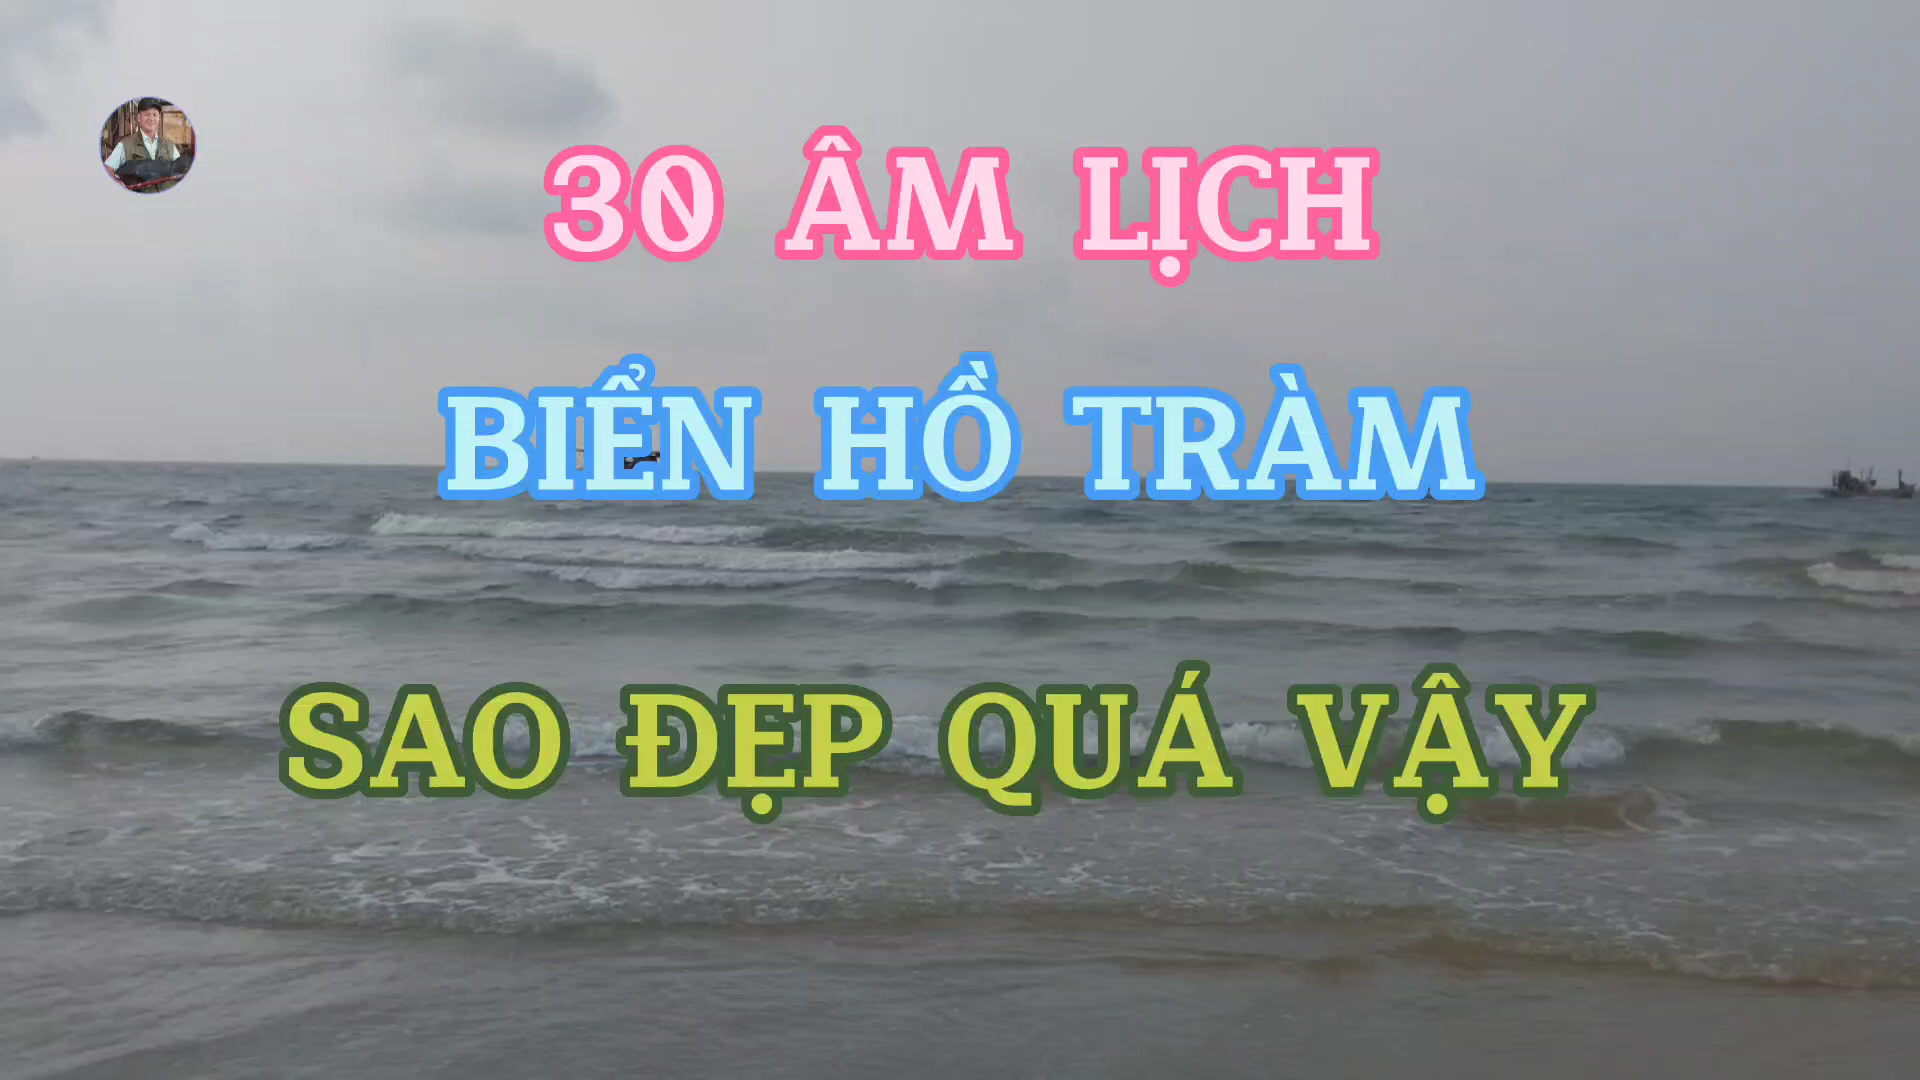 30 ÂM LỊCH
BIỂN HỒ TRÀM
SAO ĐẸP QUÁ VẬY